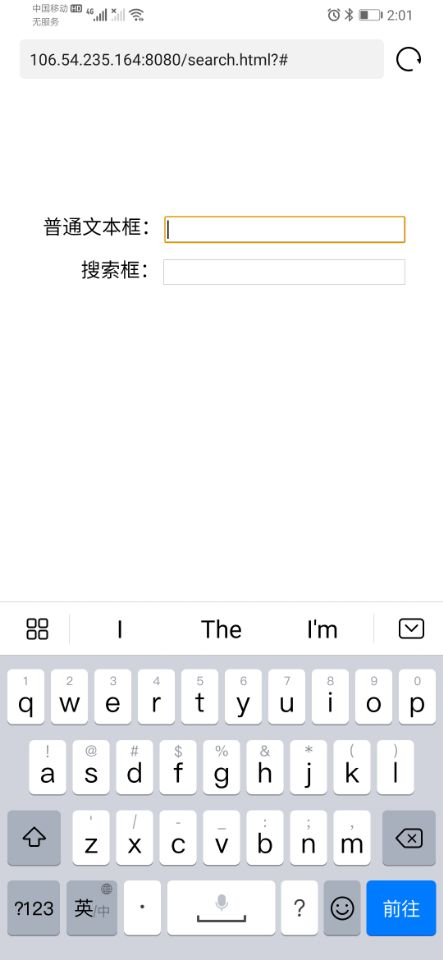 中国移动 HD 4G
无服务
2:01
106.54.235.164:8080/search.html?#
普通文本框：
搜索框：
I The I'm
1 2 3 4 5 6 7 8 9 0
q w e r t y u i o p
! @ # $ % & * ( )
a s d f g h j k l
' / - _ : ; ,
z x c v b n m
?123 英/中 · ? 前往